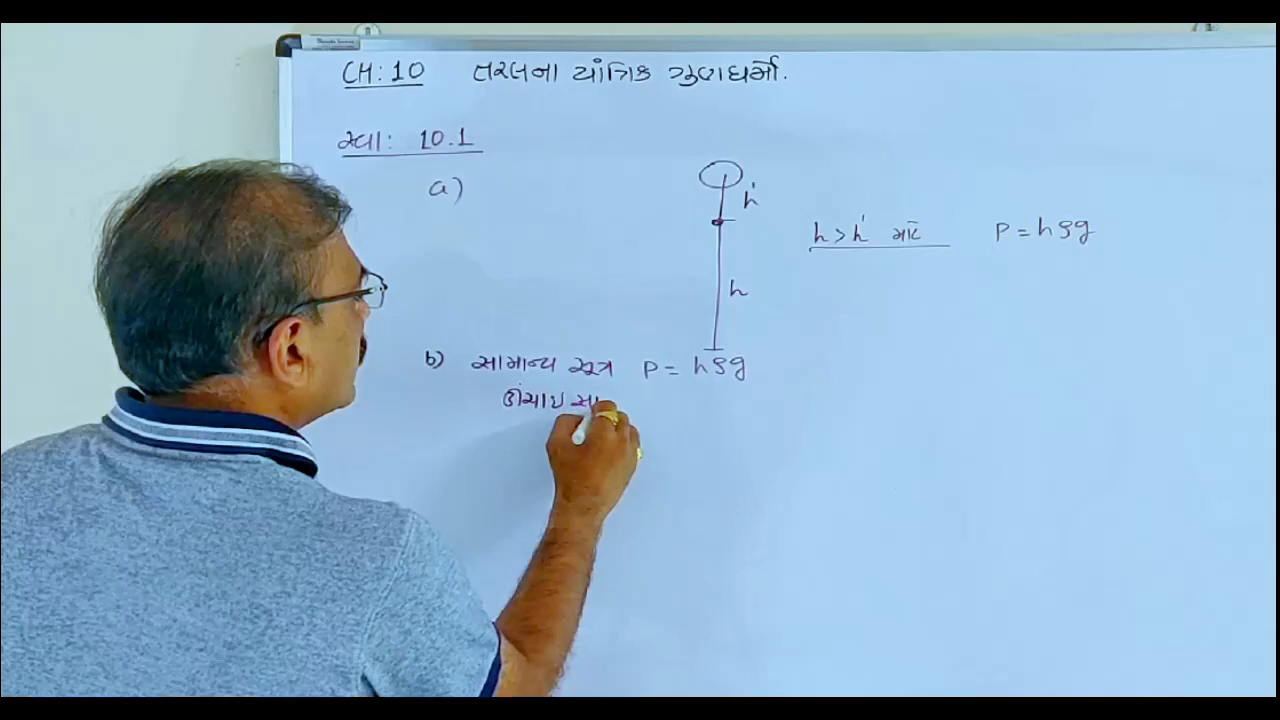 CH: 10 તરલના યાંત્રિક ગુણધર્મો.
સ્વા: 10.1
a)
h'
h
h > h' માટે P = hρg
b) સામાન્ય સૂત્ર P = hρg
ઊંચાઇ સા